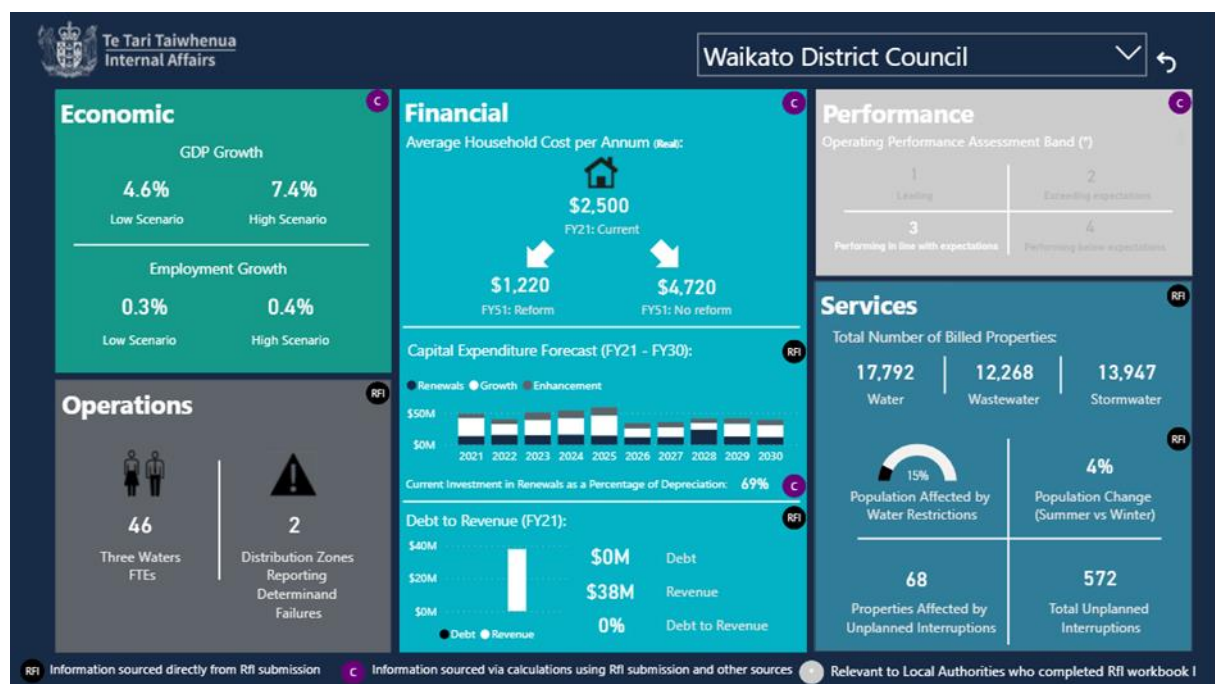 Te Tari Taiwhenua
Internal Affairs
Waikato District Council
Economic
C
GDP Growth
4.6%
7.4%
Low Scenario
High Scenario
Employment Growth
0.3%
0.4%
Low Scenario
High Scenario
Operations
RFI
46
2
Three Waters
FTEs
Distribution Zones
Reporting
Determinand
Failures
Financial
C
Average Household Cost per Annum (Real):
$2,500
FY21: Current
$1,220
$4,720
FY51: Reform
FY51: No reform
Capital Expenditure Forecast (FY21 - FY30):
RFI
Renewals Growth Enhancement
$50M
$0M
2021 2022 2023 2024 2025 2026 2027 2028 2029 2030
Current Investment in Renewals as a Percentage of Depreciation: 69%
C
Debt to Revenue (FY21):
RFI
$40M
$20M
$0M
Debt Revenue
$0M Debt
$38M Revenue
0% Debt to Revenue
Performance
C
Operating Performance Assessment Band (*)
1
Leading
2
Exceeding expectations
3
Performing in line with expectations
4
Performing below expectations
Services
RFI
Total Number of Billed Properties:
17,792
12,268
13,947
Water
Wastewater
Stormwater
RFI
15%
Population Affected by
Water Restrictions
4%
Population Change
(Summer vs Winter)
68
Properties Affected by
Unplanned Interruptions
572
Total Unplanned
Interruptions
RFI Information sourced directly from RfI submission
C Information sourced via calculations using RfI submission and other sources
* Relevant to Local Authorities who completed RfI workbook I